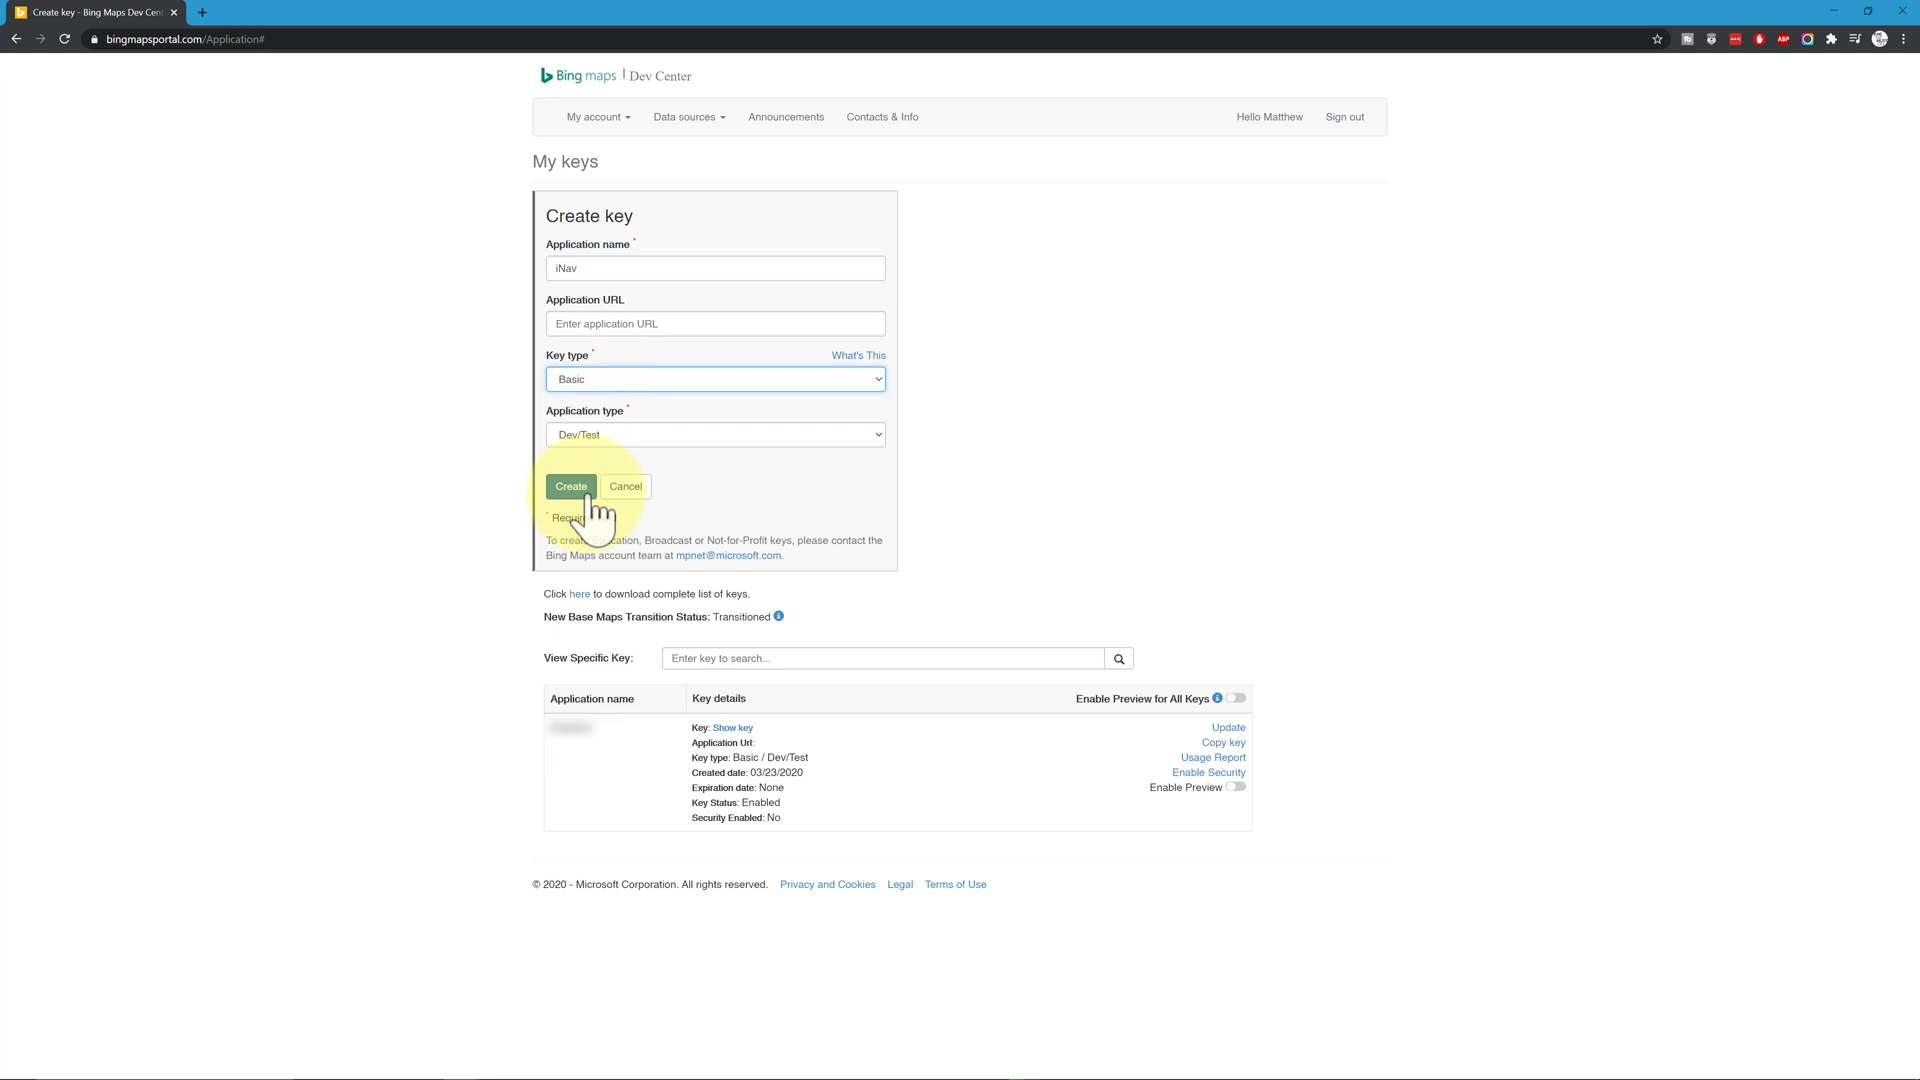 Create key - Bing Maps Dev Cen
bingmapsportal.com/Application#
ABP
Bing maps | Dev Center
My account
Data sources
Announcements
Contacts & Info
Hello Matthew
Sign out
My keys
Create key
Application name *
iNav
Application URL
Enter application URL
Key type *
What's This
Basic
Application type *
Dev/Test
Create
Cancel
* Requir
To create Education, Broadcast or Not-for-Profit keys, please contact the
Bing Maps account team at mpnet@microsoft.com.
Click here to download complete list of keys.
New Base Maps Transition Status: Transitioned
View Specific Key:
Enter key to search...
Application name
Key details
Enable Preview for All Keys
Key: Show key
Update
Application Url:
Copy key
Key type: Basic / Dev/Test
Usage Report
Created date: 03/23/2020
Enable Security
Expiration date: None
Enable Preview
Key Status: Enabled
Security Enabled: No
© 2020 - Microsoft Corporation. All rights reserved. Privacy and Cookies Legal Terms of Use